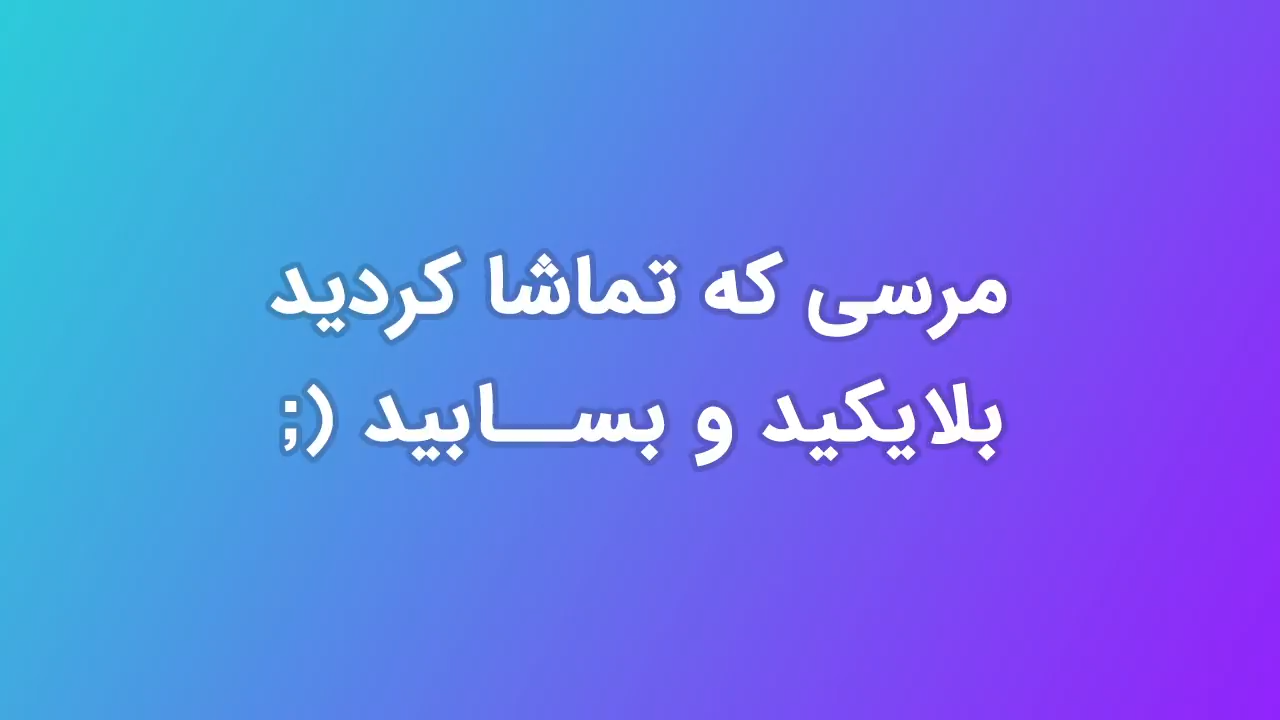 مرسی که تماشا کردید
بلایکید و بســـابید (;